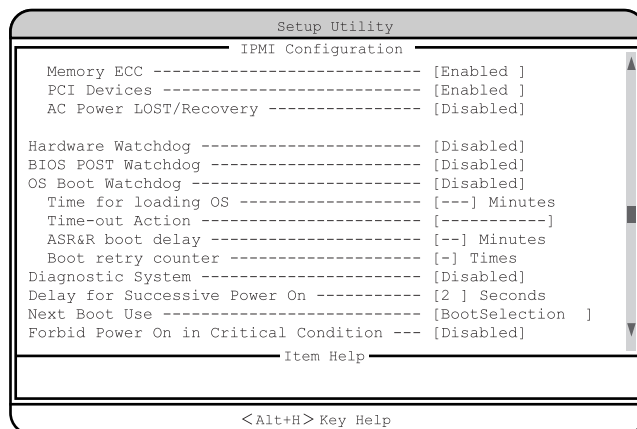 Setup Utility
IPMI Configuration
Memory ECC ---------------------------- [Enabled ]
PCI Devices --------------------------- [Enabled ]
AC Power LOST/Recovery ---------------- [Disabled]
Hardware Watchdog ----------------------- [Disabled]
BIOS POST Watchdog ---------------------- [Disabled]
OS Boot Watchdog ------------------------ [Disabled]
Time for loading OS ------------------- [---] Minutes
Time-out Action ----------------------- [-----------]
ASR&R boot delay ---------------------- [--] Minutes
Boot retry counter -------------------- [-] Times
Diagnostic System ----------------------- [Disabled]
Delay for Successive Power On ----------- [2 ] Seconds
Next Boot Use --------------------------- [BootSelection  ]
Forbid Power On in Critical Condition --- [Disabled]
Item Help
<Alt+H> Key Help